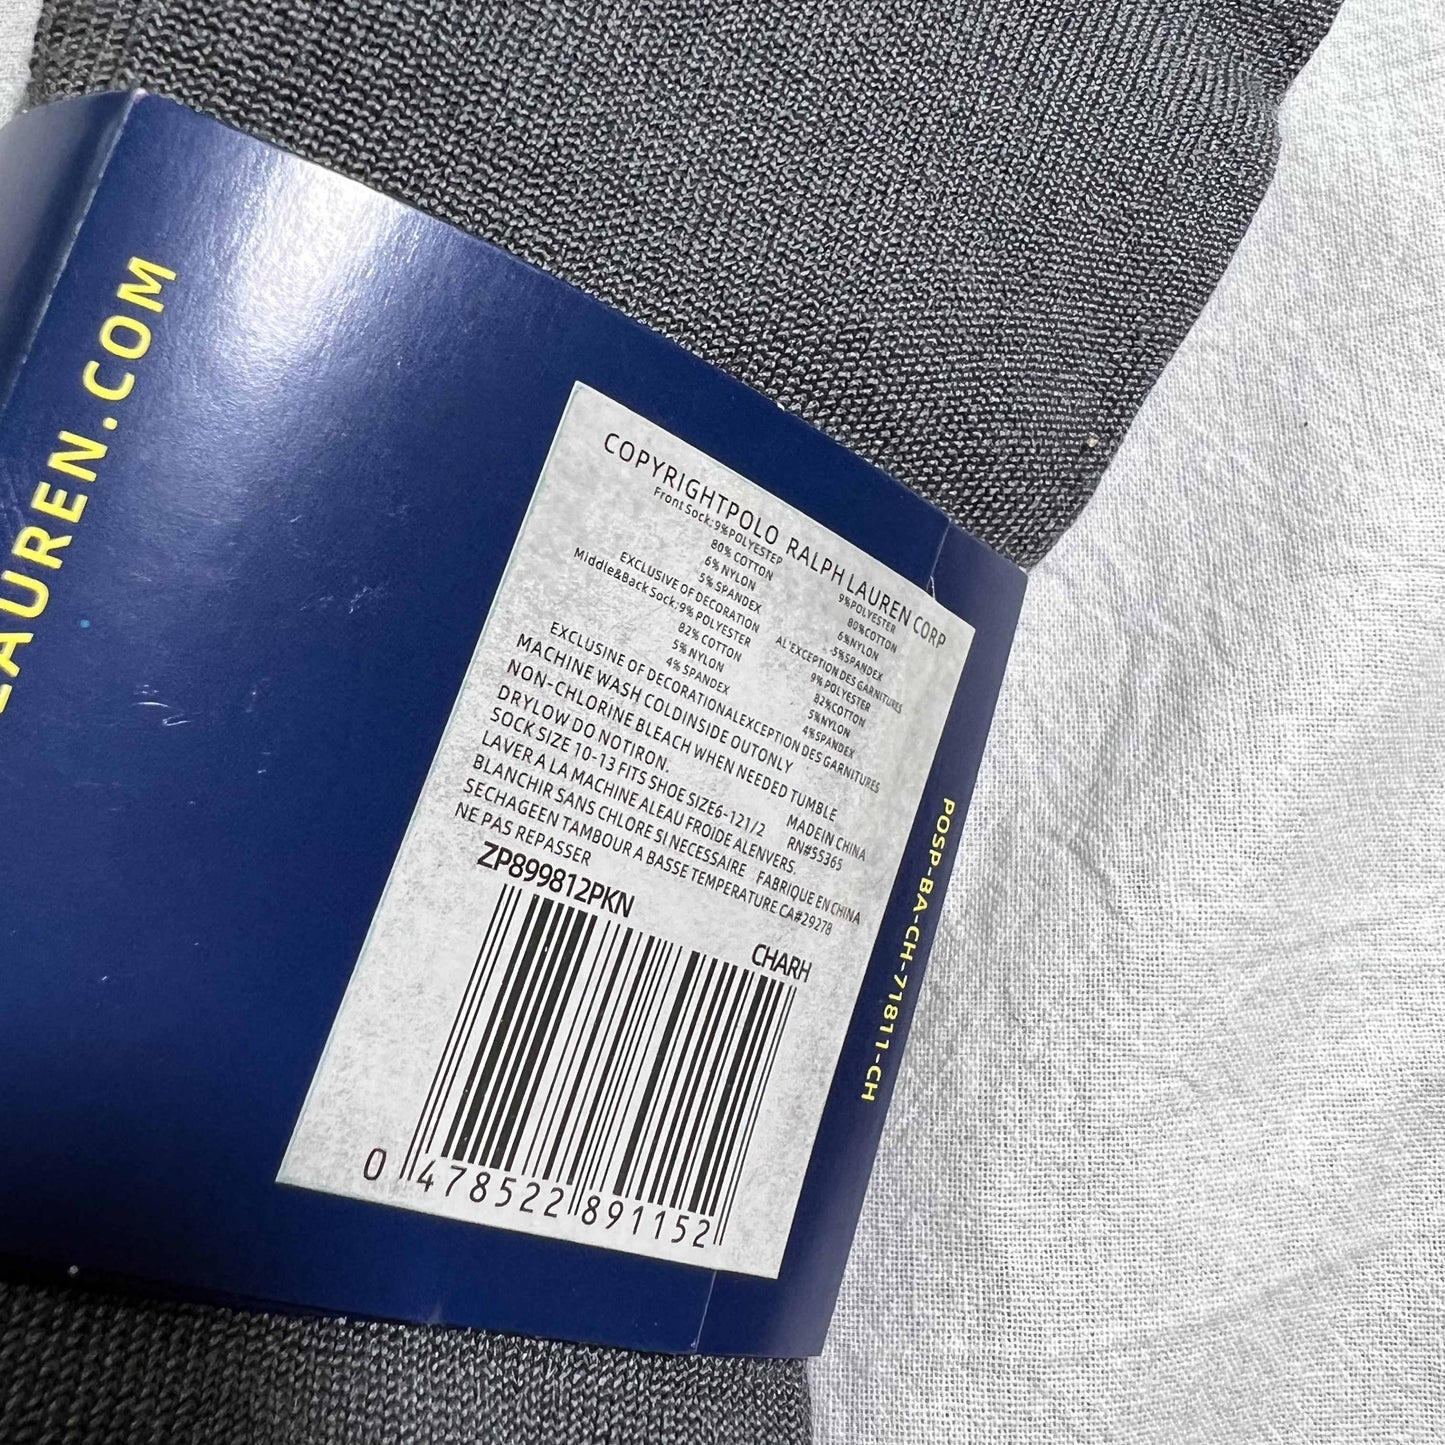 LAUREN.COM
COPYRIGHTPOLO RALPH LAUREN CORP
Front Sock:9%POLYESTEP
80% COTTON
6% NYLON
5% SPANDEX
EXCLUSIVE OF DECORATION
Middle&Back Sock:9% POLYESTER
82% COTTON
5% NYLON
4% SPANDEX
9%POLYESTER
80%COTTON
6%NYLON
5%SPANDEX
AL'EXCEPTION DES GARNITURES
9% POLYESTER
82%COTTON
5%NYLON
4%SPANDEX
EXCLUSINE OF DECORATIONALEXCEPTION DES GARNITURES
MACHINE WASH COLDINSIDE OUTONLY
NON-CHLORINE BLEACH WHEN NEEDED TUMBLE
DRYLOW DO NOTIRON.
SOCK SIZE 10-13 FITS SHOE SIZE6-121/2 MADEIN CHINA
LAVER A LA MACHINE ALEAU FROIDE ALENVERS. RN#55365
BLANCHIR SANS CHLORE SI NECESSAIRE FABRIQUE EN CHINA
SECHAGEEN TAMBOUR A BASSE TEMPERATURE CA#29278
NE PAS REPASSER
ZP899812PKN
CHARH
0 478522 891152
POSP-BA-CH-71811-CH